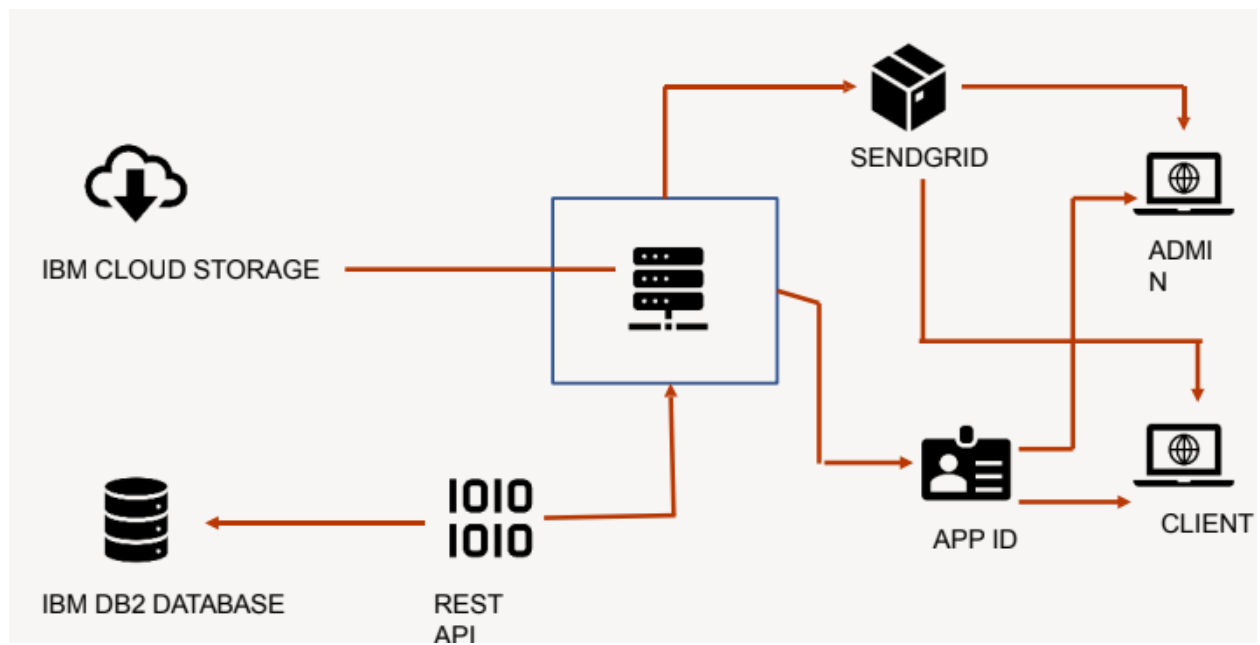 SENDGRID
IBM CLOUD STORAGE
ADMI
N
1010
1010
APP ID
CLIENT
IBM DB2 DATABASE
REST
API